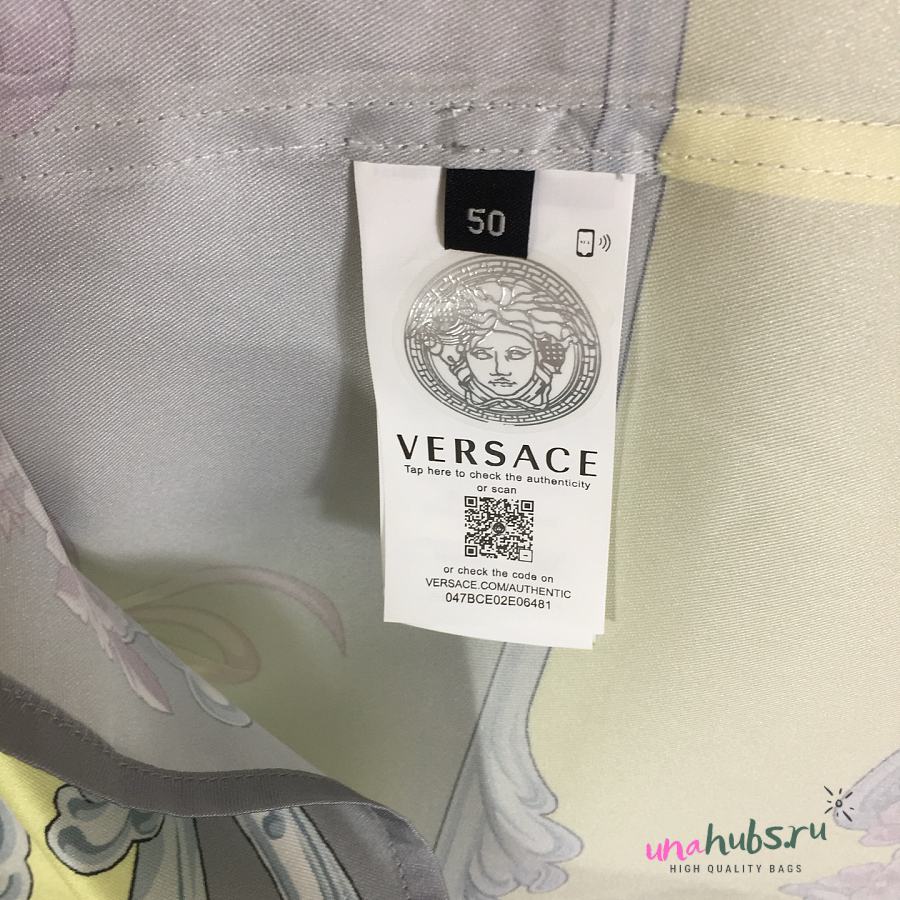 50
VERSACE
Tap here to check the authenticity
or scan
or check the code on
VERSACE.COM/AUTHENTIC
047BCE02E06481
unahubs.ru
HIGH QUALITY BAGS